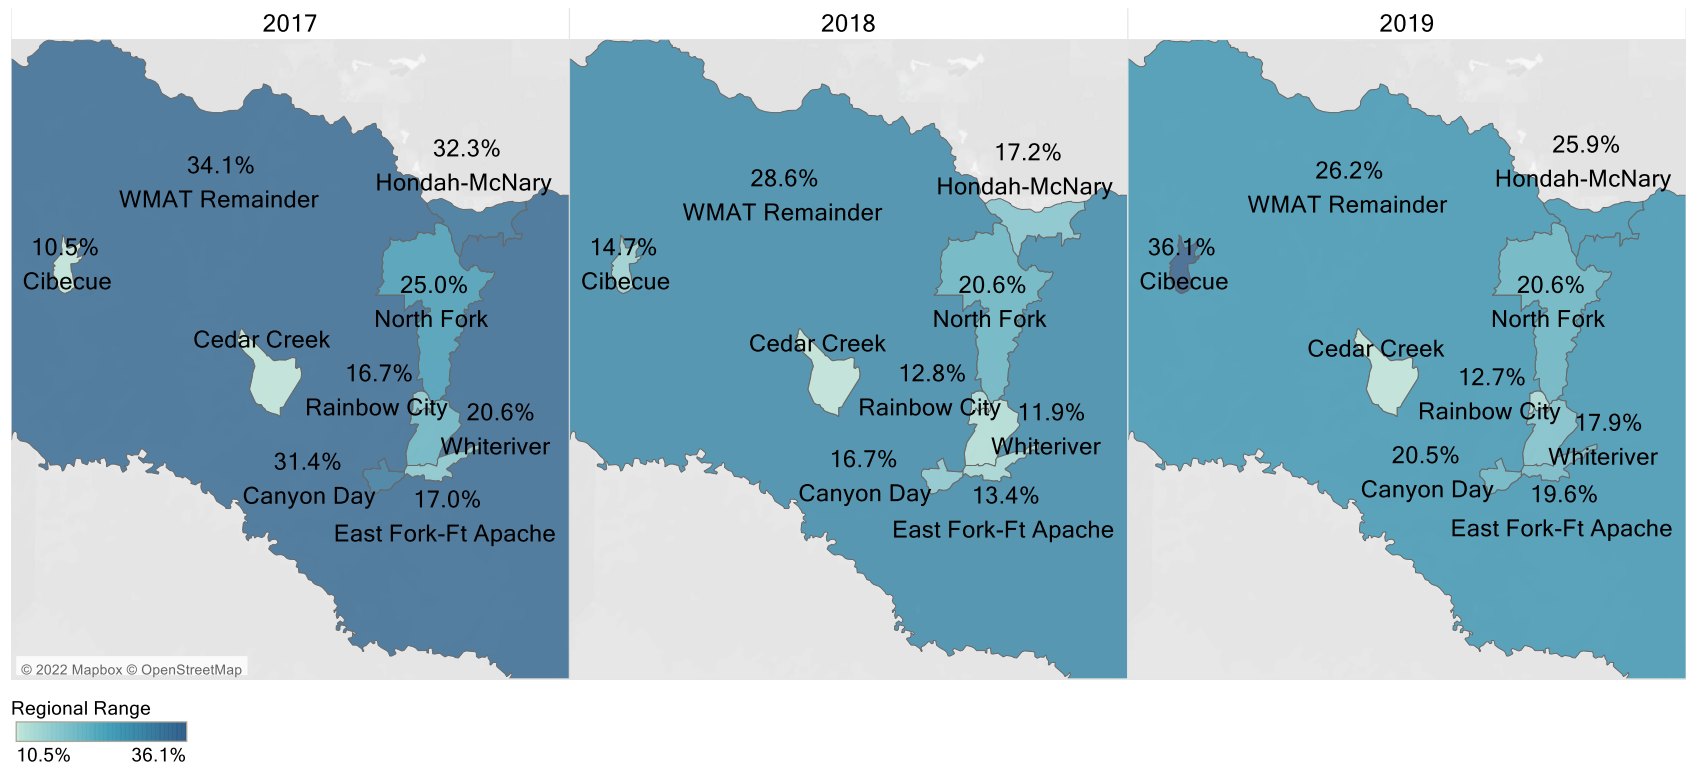 2017
2018
2019
34.1%
WMAT Remainder
32.3%
Hondah-McNary
10.5%
Cibecue
25.0%
North Fork
Cedar Creek
16.7%
Rainbow City
20.6%
Whiteriver
31.4%
Canyon Day
17.0%
East Fork-Ft Apache
28.6%
WMAT Remainder
17.2%
Hondah-McNary
14.7%
Cibecue
20.6%
North Fork
Cedar Creek
12.8%
Rainbow City
11.9%
Whiteriver
16.7%
Canyon Day
13.4%
East Fork-Ft Apache
26.2%
WMAT Remainder
25.9%
Hondah-McNary
36.1%
Cibecue
20.6%
North Fork
Cedar Creek
12.7%
Rainbow City
17.9%
Whiteriver
20.5%
Canyon Day
19.6%
East Fork-Ft Apache
© 2022 Mapbox © OpenStreetMap
Regional Range
10.5% 36.1%